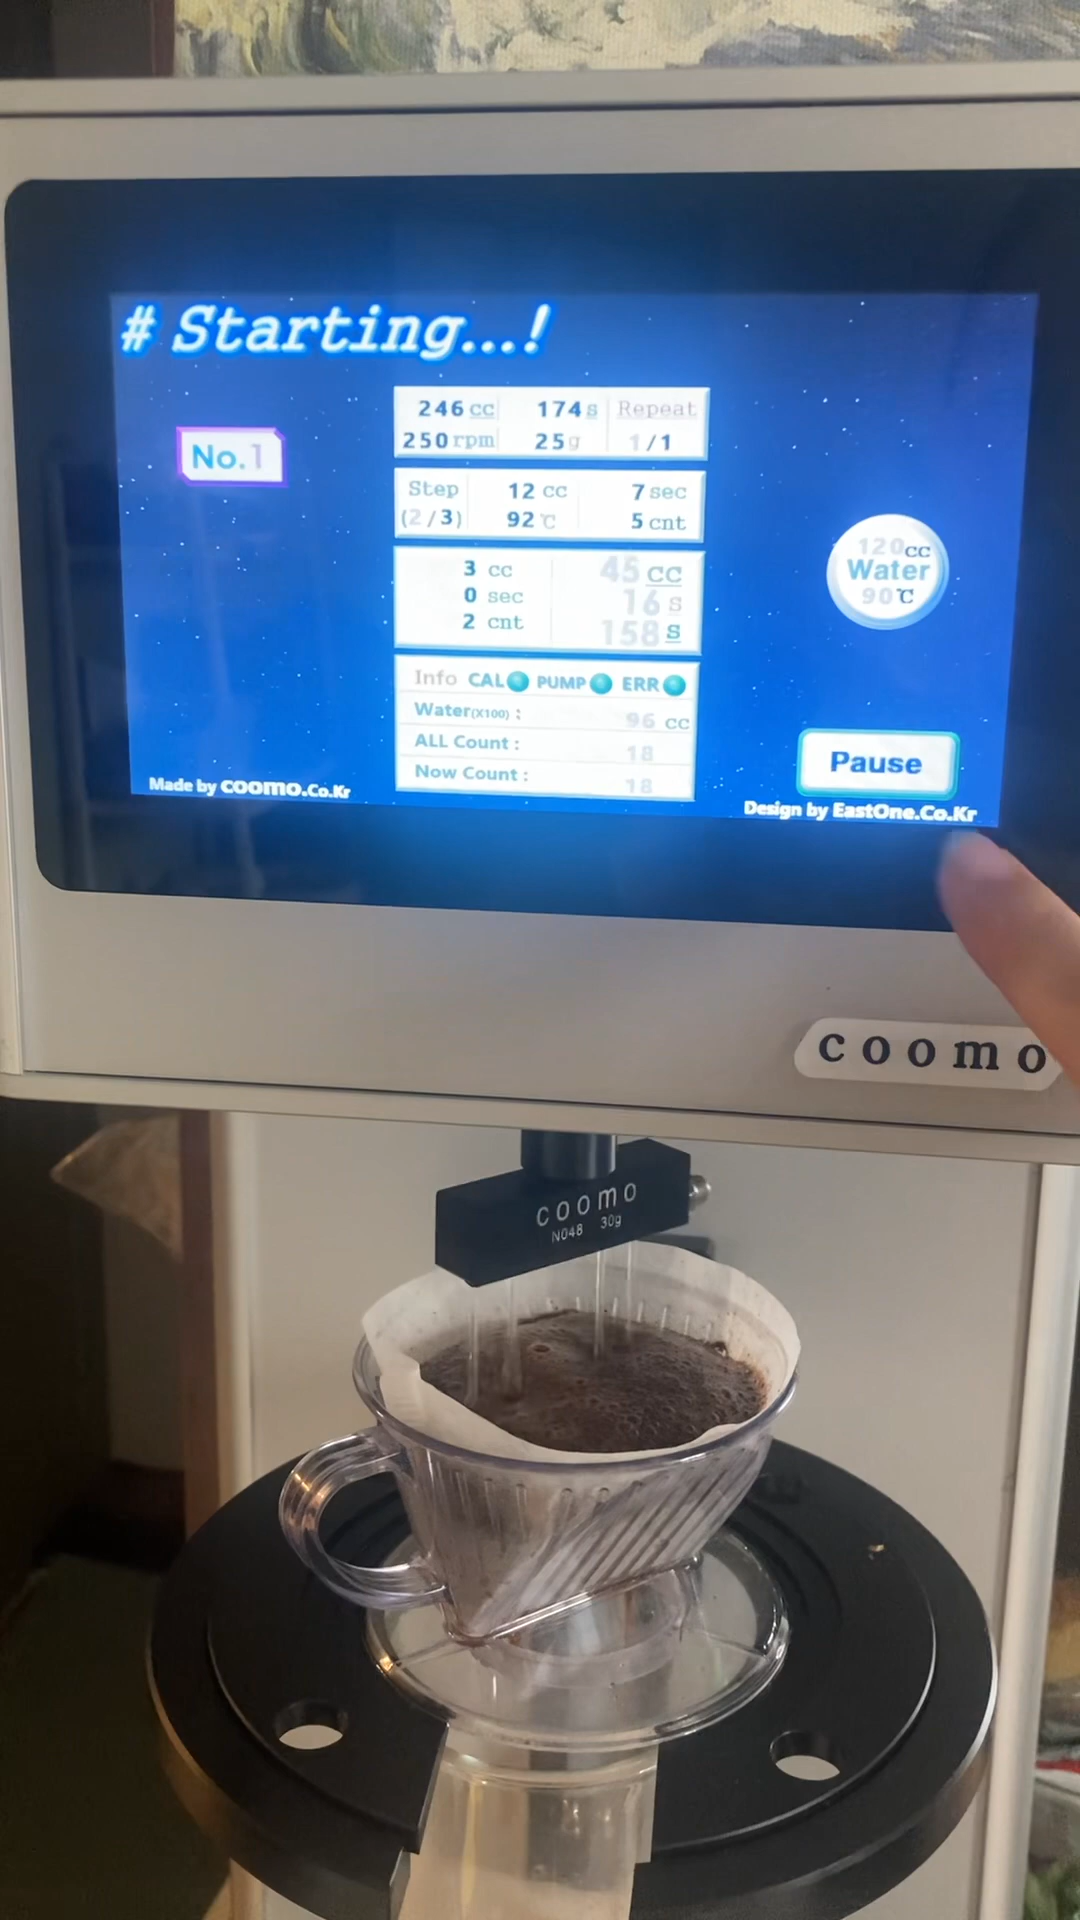 # Starting...!
No.1
246 cc 174 s Repeat
250 rpm 25g 1/1
Step 12 cc 7 sec
(2/3) 92℃ 5 cnt
3 cc 45 cc
0 sec 16 s
2 cnt 158 s
120cc
Water
90℃
Info CAL PUMP ERR
Water(X100) : 96 cc
ALL Count : 18
Now Count : 18
Pause
Made by coomo.Co.Kr
Design by EastOne.Co.Kr
coomo
coomo
N048 30g